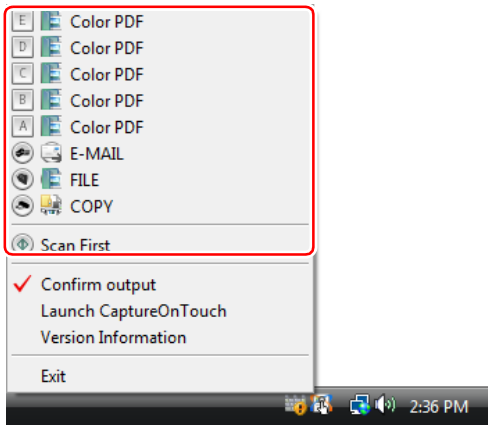 E Color PDF
D Color PDF
C Color PDF
B Color PDF
A Color PDF
E-MAIL
FILE
COPY
Scan First
Confirm output
Launch CaptureOnTouch
Version Information
Exit
2:36 PM